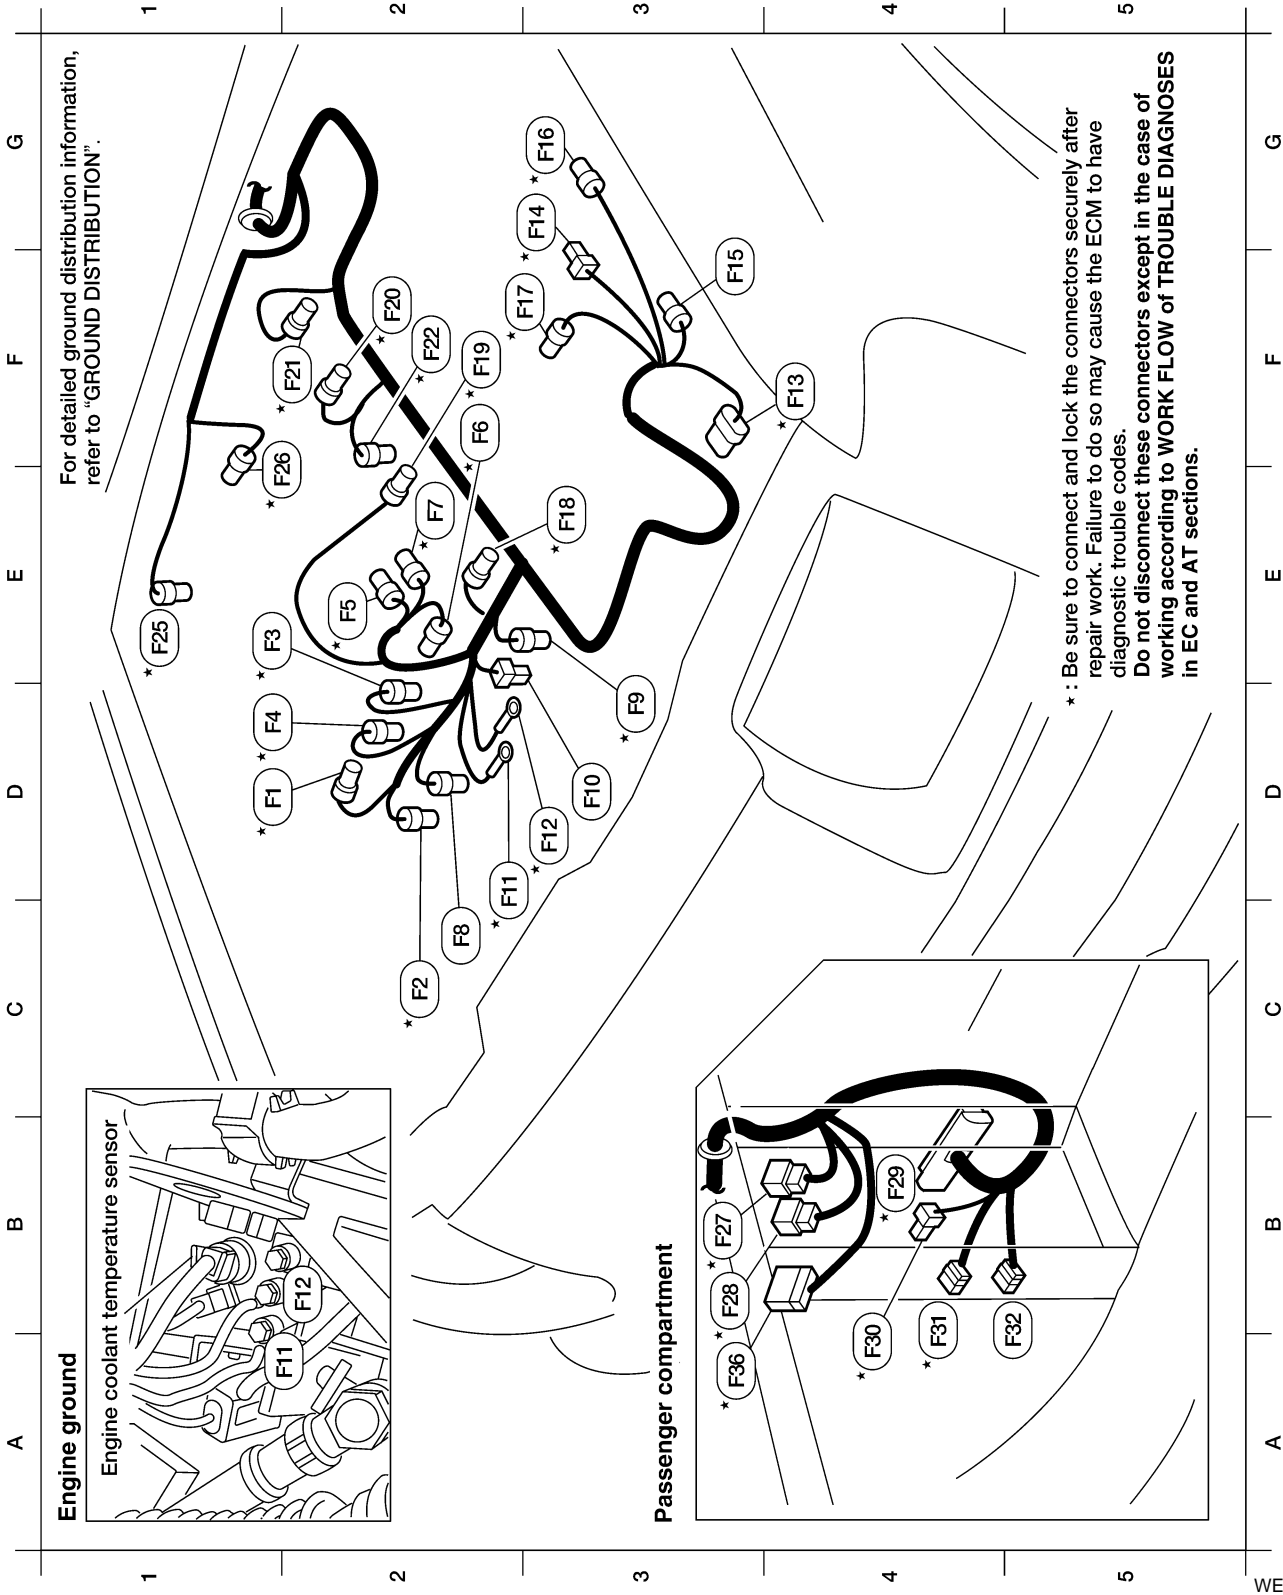 A
B
C
D
E
F
G
1
2
3
4
5
Engine ground
Engine coolant temperature sensor
F11
F12
For detailed ground distribution information,
refer to “GROUND DISTRIBUTION”.
F25
★
F26
★
F21
★
F20
★
F22
★
F19
★
F6
★
F7
★
F5
★
F3
★
F4
★
F1
★
F2
★
F8
F11
★
F12
★
F10
F9
★
F18
★
F17
★
F14
★
F16
★
F15
F13
★
Passenger compartment
F27
★
F28
★
F36
★
F29
★
F30
★
F31
★
F32
★ : Be sure to connect and lock the connectors securely after
repair work. Failure to do so may cause the ECM to have
diagnostic trouble codes.
Do not disconnect these connectors except in the case of
working according to WORK FLOW of TROUBLE DIAGNOSES
in EC and AT sections.
1
2
3
4
5
A
B
C
D
E
F
G
WE